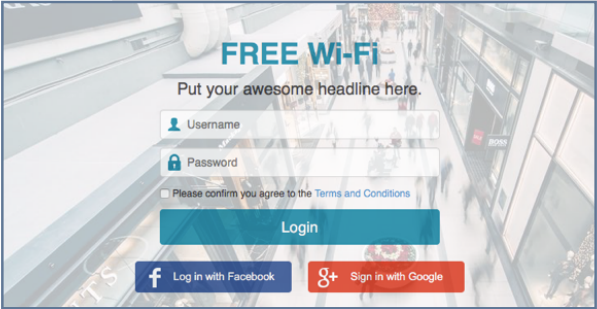 FREE Wi-Fi
Put your awesome headline here.
Username
Password
Please confirm you agree to the Terms and Conditions
Login
f Log in with Facebook
g+ Sign in with Google
BOSS